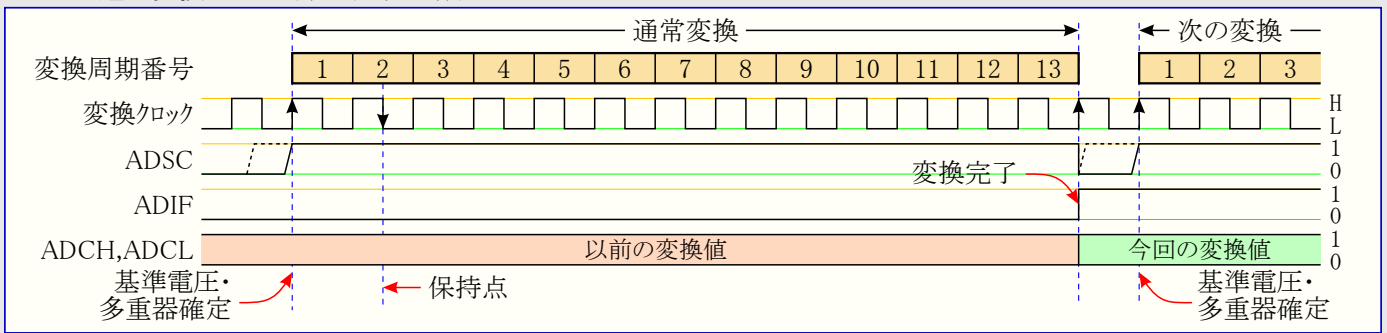 通常変換
次の変換
変換周期番号 1 2 3 4 5 6 7 8 9 10 11 12 13 1 2 3
変換クロック H L
ADSC 1 0
変換完了
ADIF 1 0
ADCH,ADCL 以前の変換値 今回の変換値 1 0
基準電圧・
多重器確定
保持点
基準電圧・
多重器確定